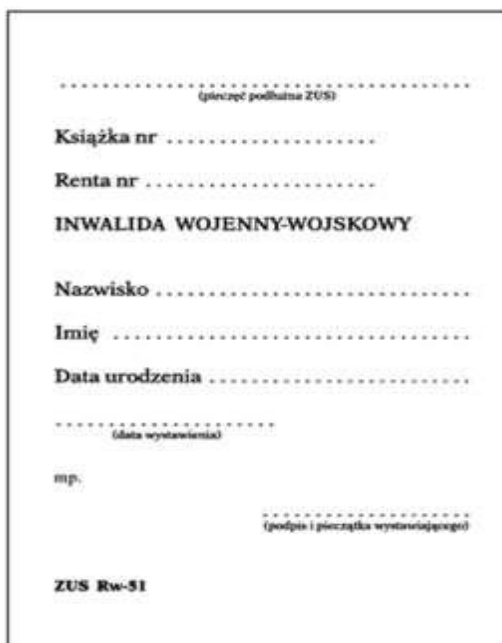 ........................................
(pieczęć podłużna ZUS)
Książka nr ......................
Renta nr ........................
INWALIDA WOJENNY-WOJSKOWY
Nazwisko ................................
Imię ....................................
Data urodzenia ..........................
.......................
(data wystawienia)
mp.
......................
(podpis i pieczątka wystawiającego)
ZUS Rw-51